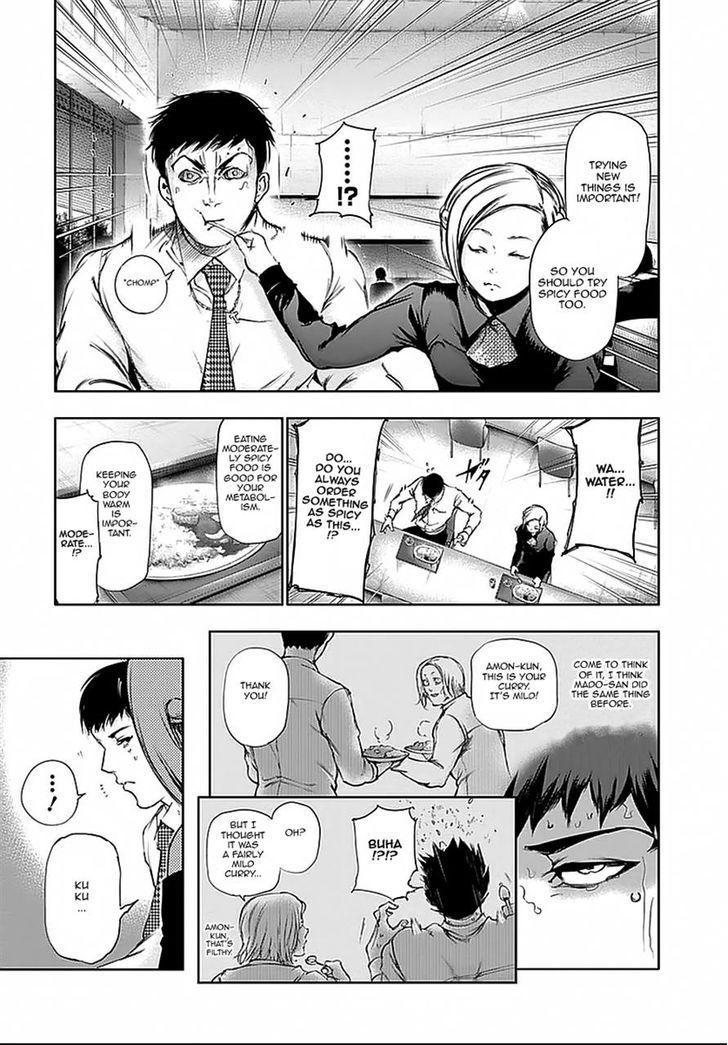 TRYING
NEW
THINGS IS
IMPORTANT!
SO YOU
SHOULD TRY
SPICY FOOD
TOO.
......
!?
"CHOMP"
WA...
WATER!!
DO...
DO YOU
ALWAYS
ORDER
SOMETHING
AS SPICY
AS THIS...
!?
EATING
MODERATE-
LY SPICY
FOOD IS
GOOD FOR
YOUR
METABOL-
ISM.
KEEPING
YOUR
BODY
WARM
IS
IMPOR-
TANT.
MODE-
RATE...
!?
COME TO THINK
OF IT, I THINK
MADO-SAN DID
THE SAME THING
BEFORE.
AMON-KUN,
THIS IS YOUR
CURRY.
IT'S MILD!
THANK
YOU!
BUHA
!?!?
OH?
BUT I
THOUGHT
IT WAS
A FAIRLY
MILD
CURRY...
AMON-
KUN,
THAT'S
FILTHY.
...!
KU
KU
...